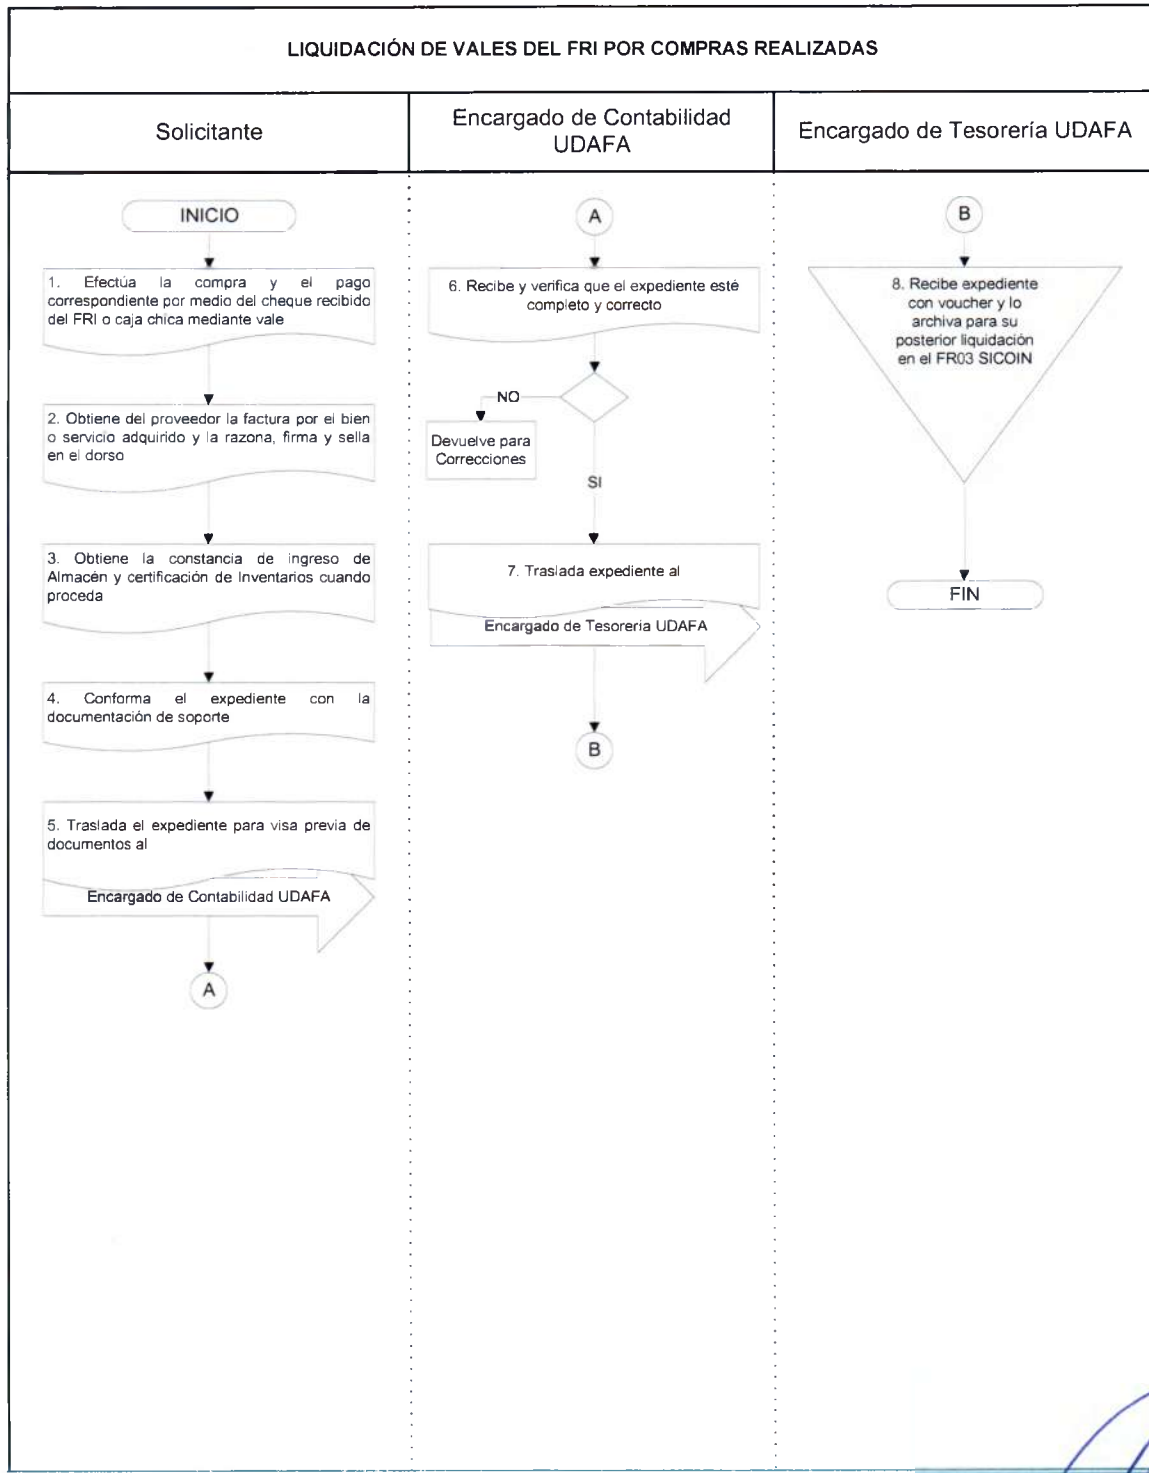 LIQUIDACIÓN DE VALES DEL FRI POR COMPRAS REALIZADAS
Solicitante
Encargado de Contabilidad
UDAFA
Encargado de Tesorería UDAFA
INICIO
1. Efectúa la compra y el pago
correspondiente por medio del cheque recibido
del FRI o caja chica mediante vale
2. Obtiene del proveedor la factura por el bien
o servicio adquirido y la razona, firma y sella
en el dorso
3. Obtiene la constancia de ingreso de
Almacén y certificación de Inventarios cuando
proceda
4. Conforma el expediente con la
documentación de soporte
5. Traslada el expediente para visa previa de
documentos al
Encargado de Contabilidad UDAFA
A
A
6. Recibe y verifica que el expediente esté
completo y correcto
NO
Devuelve para
Correcciones
SI
7. Traslada expediente al
Encargado de Tesoreria UDAFA
B
B
8. Recibe expediente
con voucher y lo
archiva para su
posterior liquidación
en el FR03 SICOIN
FIN